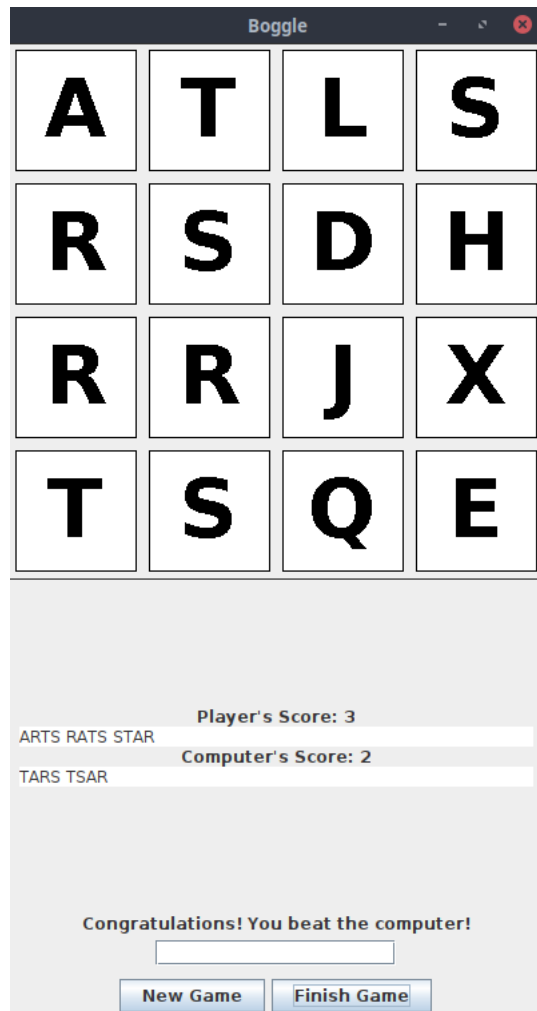 Boggle
A T L S
R S D H
R R J X
T S Q E
Player's Score: 3
ARTS RATS STAR
Computer's Score: 2
TARS TSAR
Congratulations! You beat the computer!
New Game Finish Game